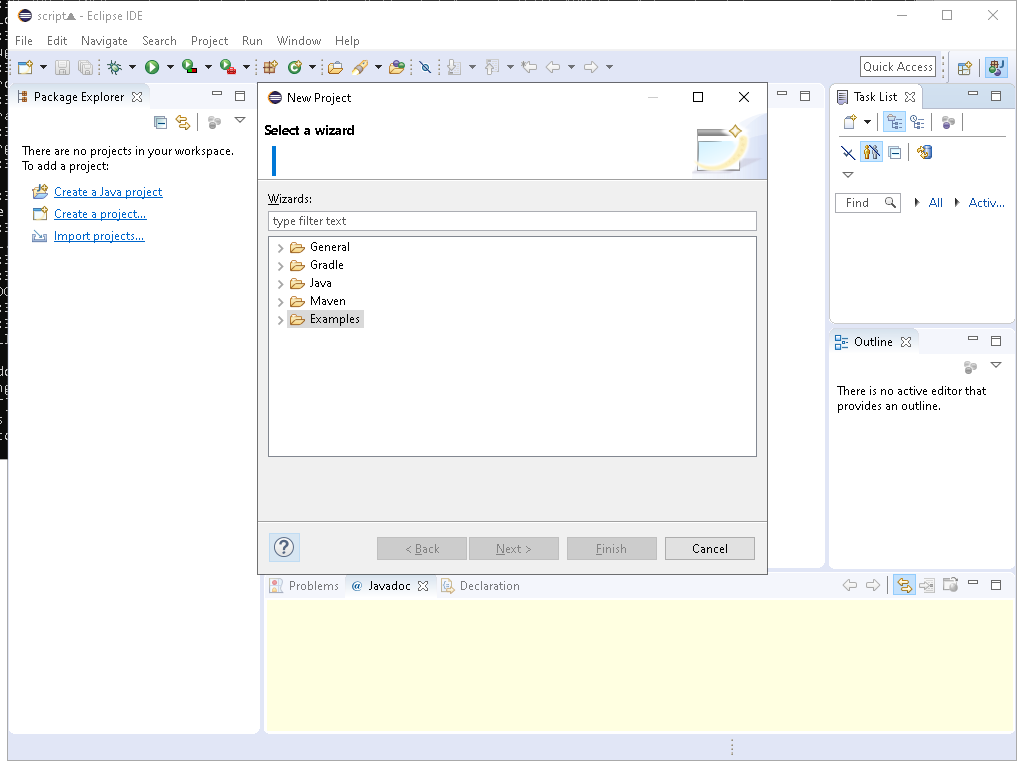 script▲ - Eclipse IDE
File Edit Navigate Search Project Run Window Help
Quick Access
Package Explorer
There are no projects in your workspace.
To add a project:
Create a Java project
Create a project...
Import projects...
New Project
Select a wizard
Wizards:
type filter text
General
Gradle
Java
Maven
Examples
?
< Back
Next >
Finish
Cancel
Task List
Find
All
Activ...
Outline
There is no active editor that
provides an outline.
Problems
@ Javadoc
Declaration